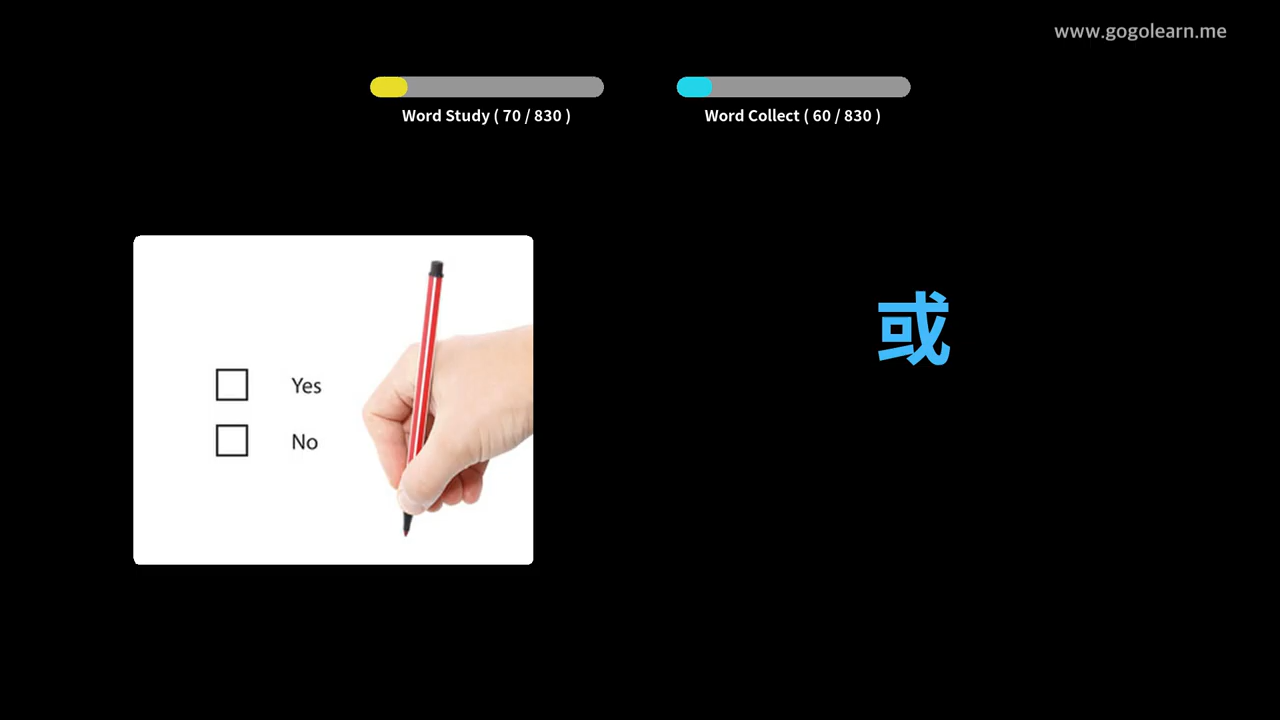 www.gogolearn.me
Word Study ( 70 / 830 )
Word Collect ( 60 / 830 )
或
Yes
No